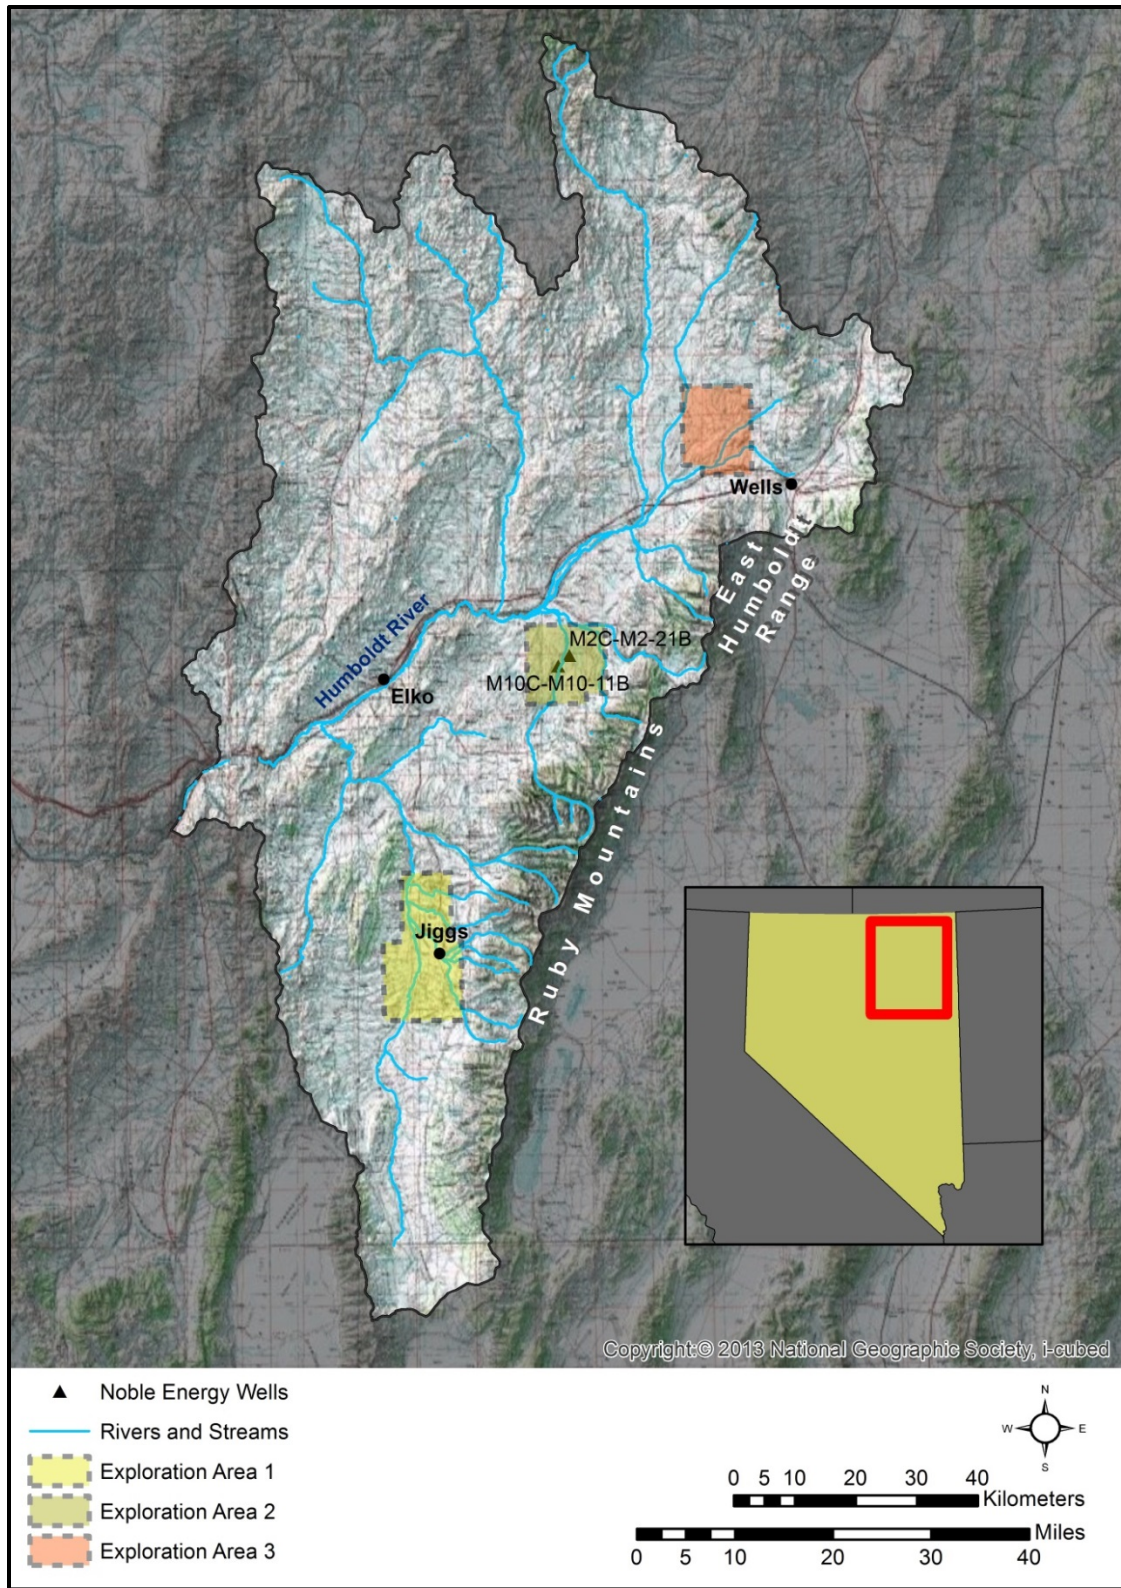 Wells
East
Humboldt
Range
Humboldt River
M2C-M2-21B
M10C-M10-11B
Elko
Ruby Mountains
Jiggs
Copyright:© 2013 National Geographic Society, i-cubed
Noble Energy Wells
Rivers and Streams
Exploration Area 1
Exploration Area 2
Exploration Area 3
N
W E
S
0 5 10 20 30 40
Kilometers
Miles
0 5 10 20 30 40